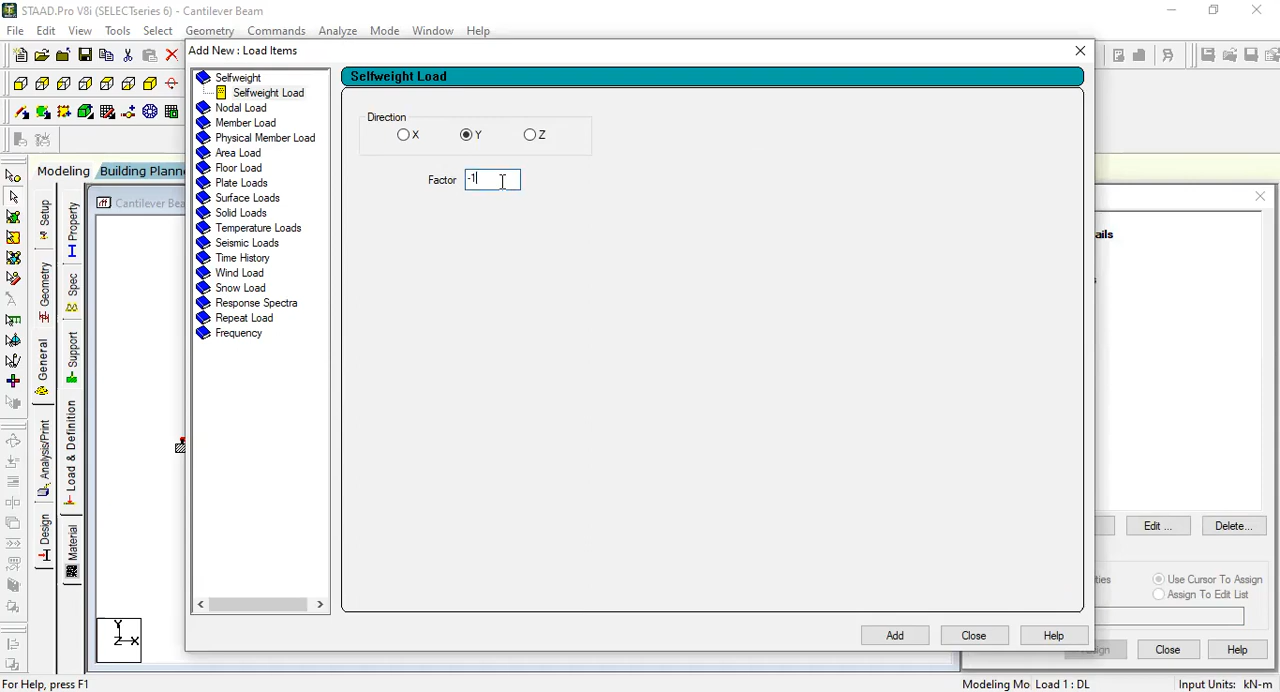 STAAD.Pro V8i (SELECTseries 6) - Cantilever Beam
File Edit View Tools Select Geometry Commands Analyze Mode Window Help
Add New : Load Items
Selfweight
Selfweight Load
Nodal Load
Member Load
Physical Member Load
Area Load
Floor Load
Plate Loads
Surface Loads
Solid Loads
Temperature Loads
Seismic Loads
Time History
Wind Load
Snow Load
Response Spectra
Repeat Load
Frequency
Selfweight Load
Direction
X Y Z
Factor -1
Add Close Help
Modeling Building Plann
Cantilever Bea
Setup
Geometry
General
Analysis/Print
Design
Property
Spec
Support
Load & Definition
Material
Y
Z X
ails
Edit ... Delete...
ties
Use Cursor To Assign
Assign To Edit List
Assign Close Help
For Help, press F1
Modeling Mo Load 1 : DL Input Units: kN-m